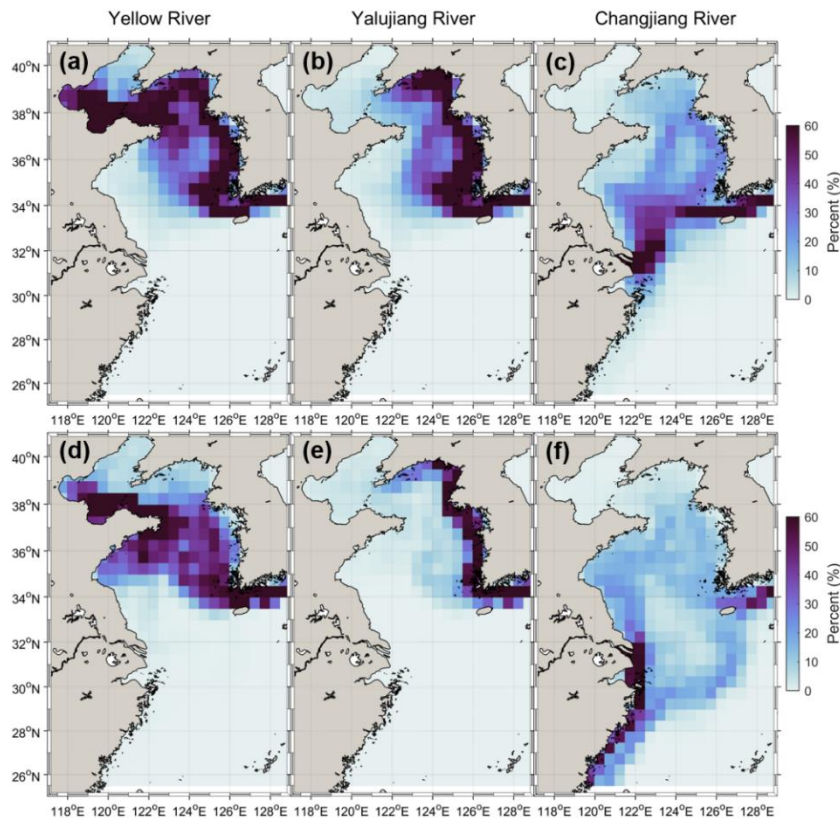 Yellow River Yalujiang River Changjiang River
(a) (b) (c)
40°N
38°N
36°N
34°N
32°N
30°N
28°N
26°N
60
50
40
30
20
10
0
Percent (%)
118°E 120°E 122°E 124°E 126°E 128°E 118°E 120°E 122°E 124°E 126°E 128°E 118°E 120°E 122°E 124°E 126°E 128°E
(d) (e) (f)
40°N
38°N
36°N
34°N
32°N
30°N
28°N
26°N
60
50
40
30
20
10
0
Percent (%)
118°E 120°E 122°E 124°E 126°E 128°E 118°E 120°E 122°E 124°E 126°E 128°E 118°E 120°E 122°E 124°E 126°E 128°E